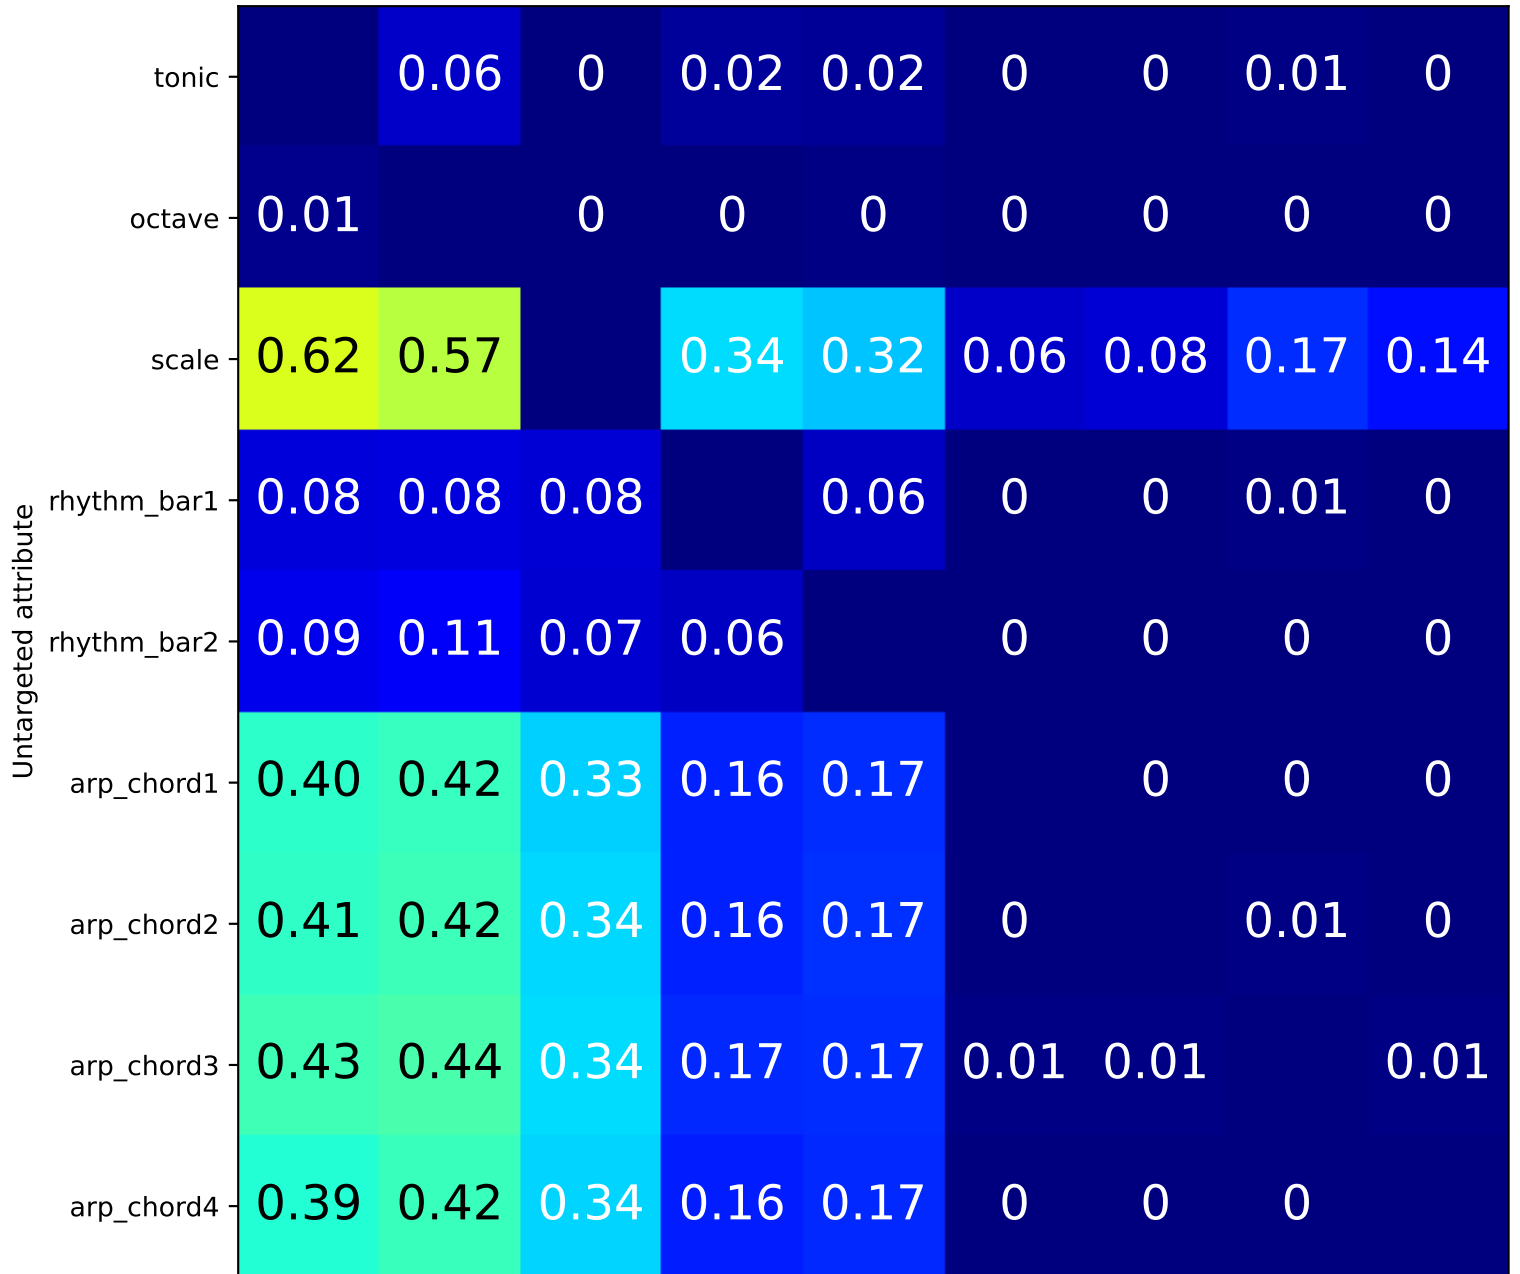 tonic 0.06 0 0.02 0.02 0 0 0.01 0
octave 0.01 0 0 0 0 0 0 0
scale 0.62 0.57 0.34 0.32 0.06 0.08 0.17 0.14
rhythm_bar1 0.08 0.08 0.08 0.06 0 0 0.01 0
rhythm_bar2 0.09 0.11 0.07 0.06 0 0 0 0
Untargeted attribute
arp_chord1 0.40 0.42 0.33 0.16 0.17 0 0 0
arp_chord2 0.41 0.42 0.34 0.16 0.17 0 0.01 0
arp_chord3 0.43 0.44 0.34 0.17 0.17 0.01 0.01 0.01
arp_chord4 0.39 0.42 0.34 0.16 0.17 0 0 0